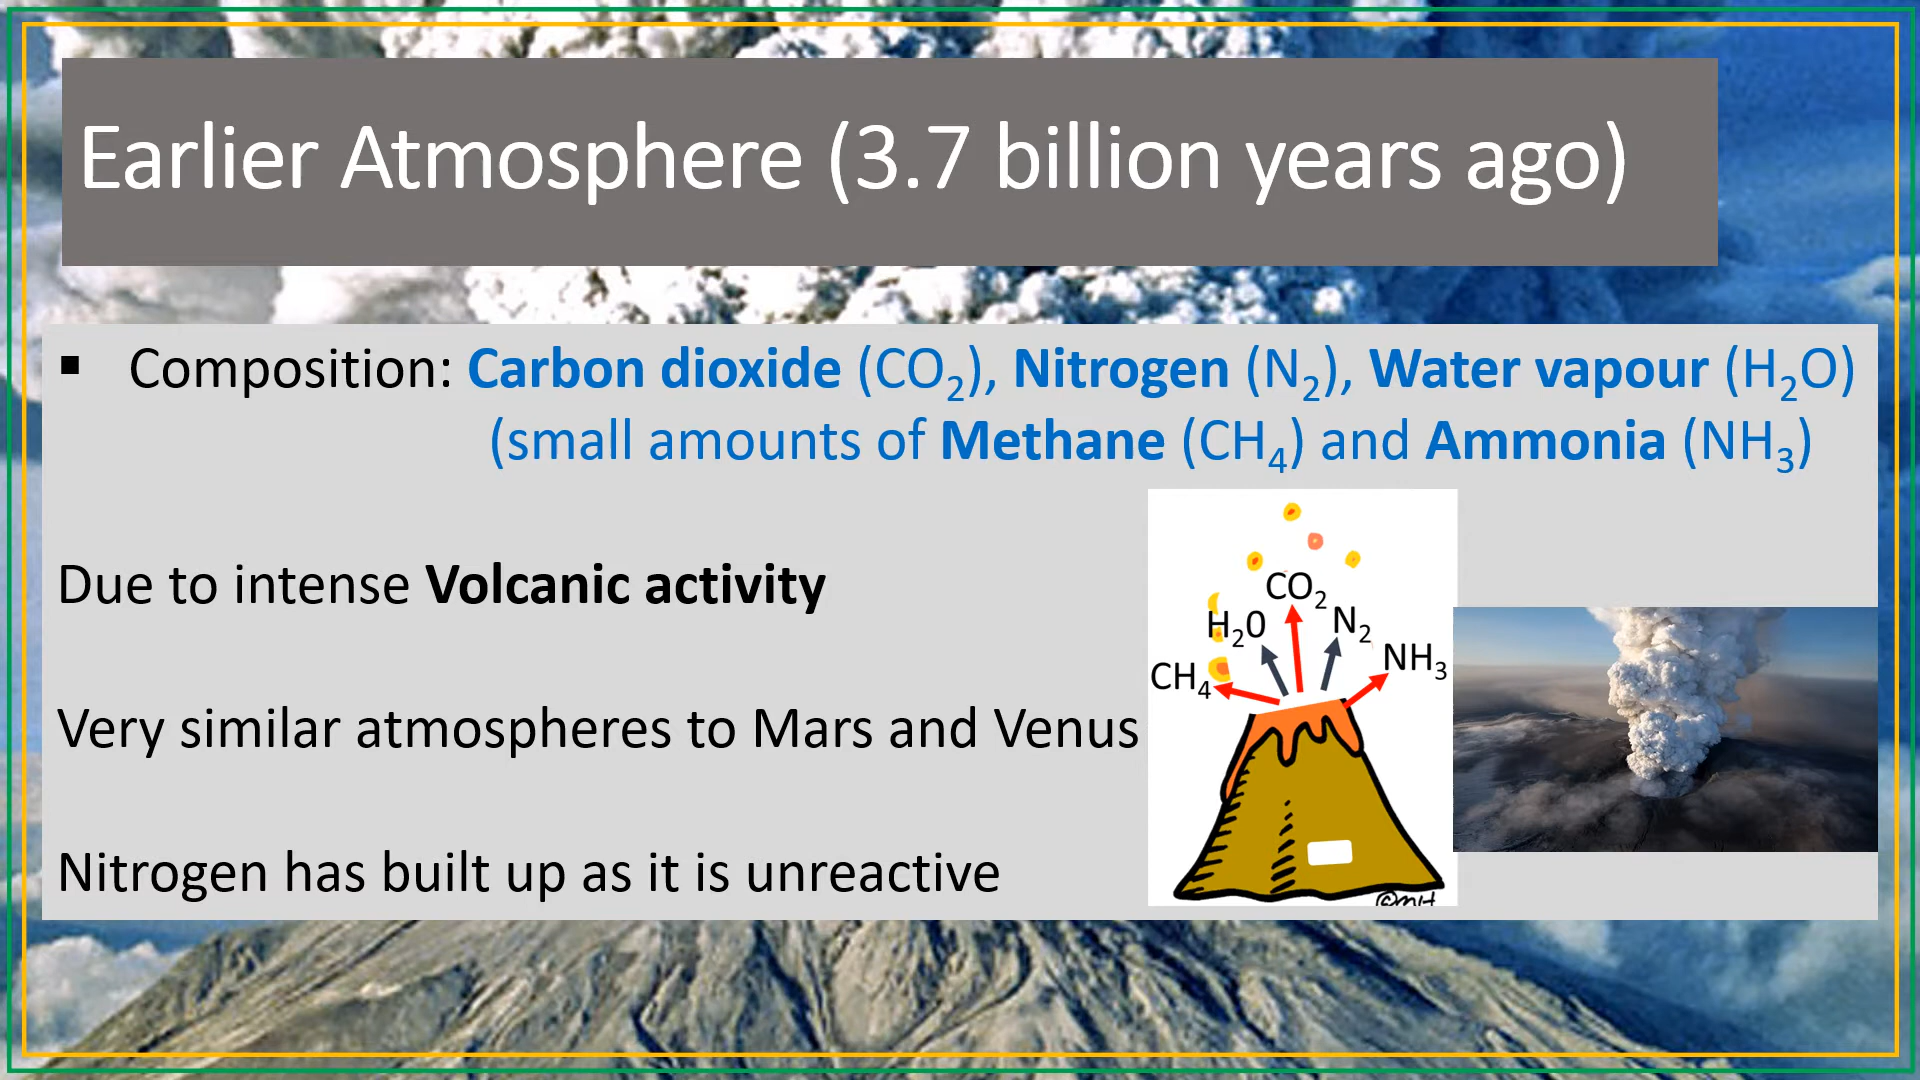 Earlier Atmosphere (3.7 billion years ago)
▪ Composition: Carbon dioxide (CO₂), Nitrogen (N₂), Water vapour (H₂O)
(small amounts of Methane (CH₄) and Ammonia (NH₃)
Due to intense Volcanic activity
Very similar atmospheres to Mars and Venus
Nitrogen has built up as it is unreactive
CO₂
H₂0
N₂
NH₃
CH₄
©MH